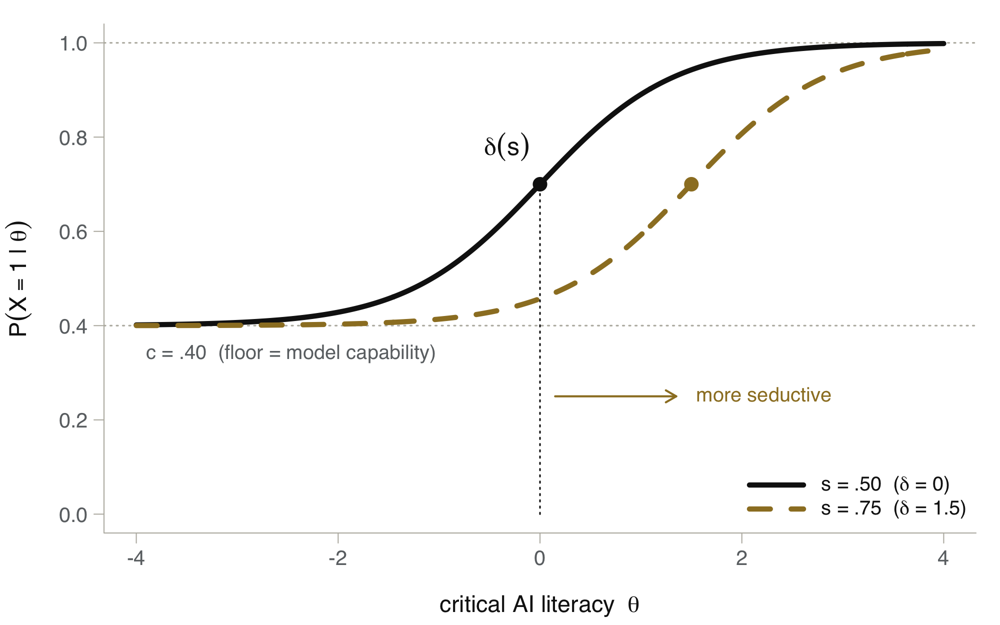 1.0
0.8
0.6
0.4
0.2
0.0
P(X = 1 | θ)
δ(s)
c = .40 (floor = model capability)
more seductive
s = .50 (δ = 0)
s = .75 (δ = 1.5)
-4 -2 0 2 4
critical AI literacy θ